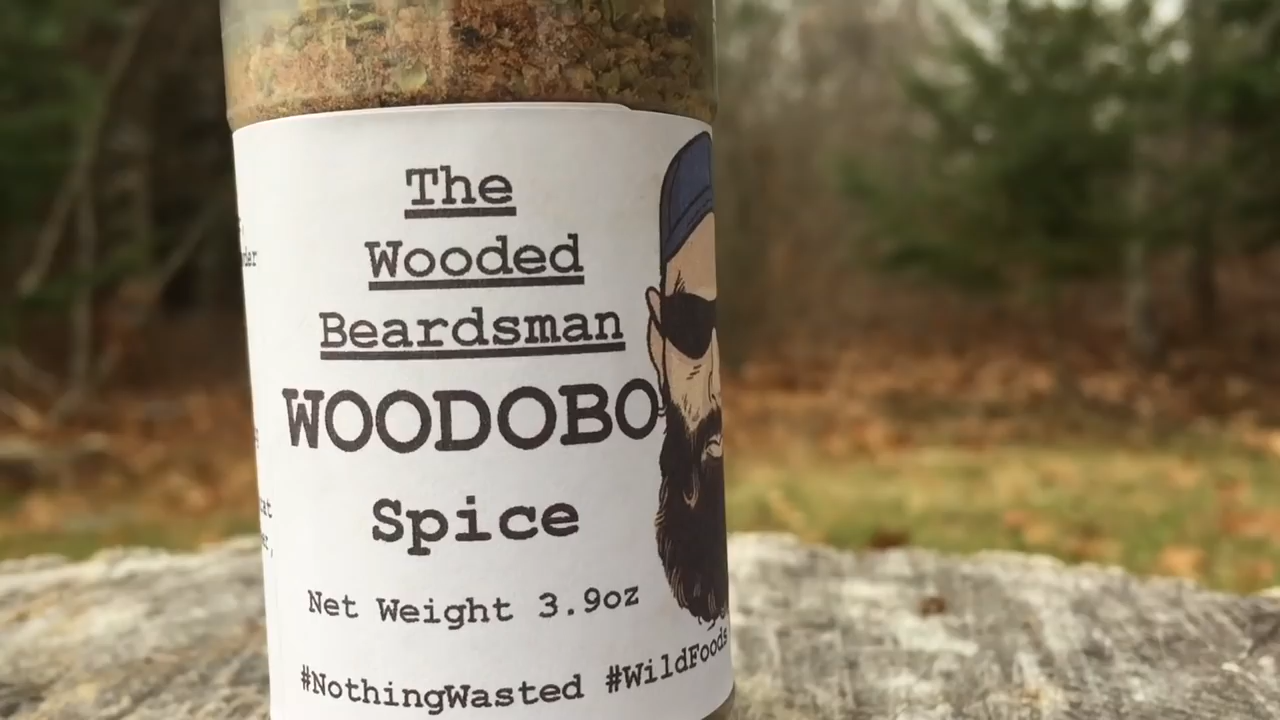 The
Wooded
Beardsman
WOODOBO
Spice
Net Weight 3.9oz
#NothingWasted #WildFoods